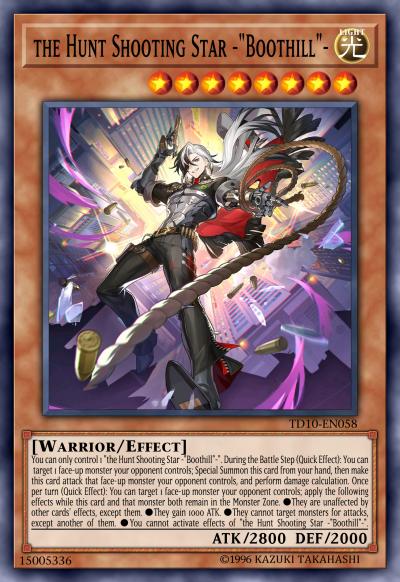 the Hunt Shooting Star -"Boothill"-
LIGHT
光
TD10-EN058
[Warrior/Effect]
You can only control 1 "the Hunt Shooting Star -"Boothill"-". During the Battle Step (Quick Effect): You can
target 1 face-up monster your opponent controls; Special Summon this card from your hand, then make
this card attack that face-up monster your opponent controls, and perform damage calculation. Once
per turn (Quick Effect): You can target 1 face-up monster your opponent controls; apply the following
effects while this card and that monster both remain in the Monster Zone. ●They are unaffected by
other cards' effects, except them. ●They gain 1000 ATK. ●They cannot target monsters for attacks,
except another of them. ●You cannot activate effects of "the Hunt Shooting Star -"Boothill"-".
ATK/2800 DEF/2000
15005336
©1996 KAZUKI TAKAHASHI